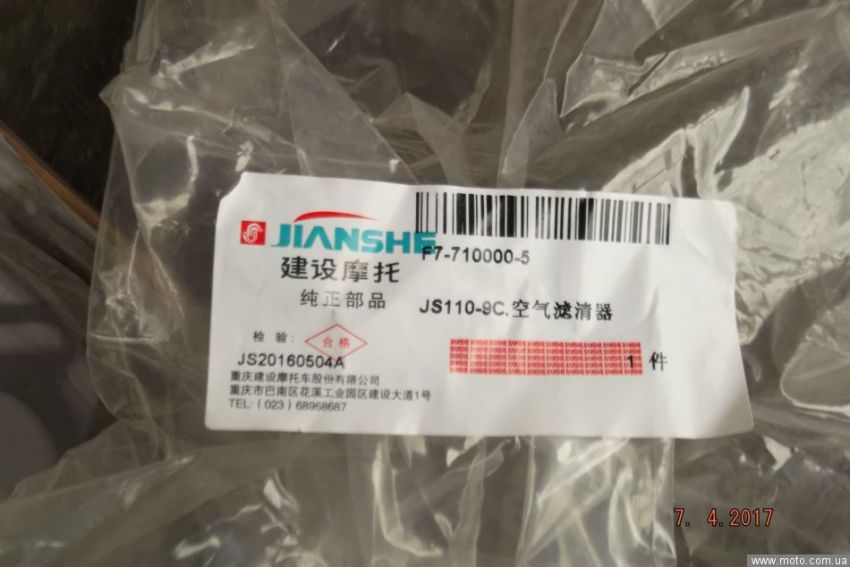 JIANSHE
F7-710000-5
建设摩托
纯正部品
JS110-9C.空气滤清器
检 验: 合格
1 件
JS20160504A
重庆建设摩托车股份有限公司
重庆市巴南区花溪工业园区建设大道1号
TEL: (023) 68968687
7. 4.2017
www.moto.com.ua